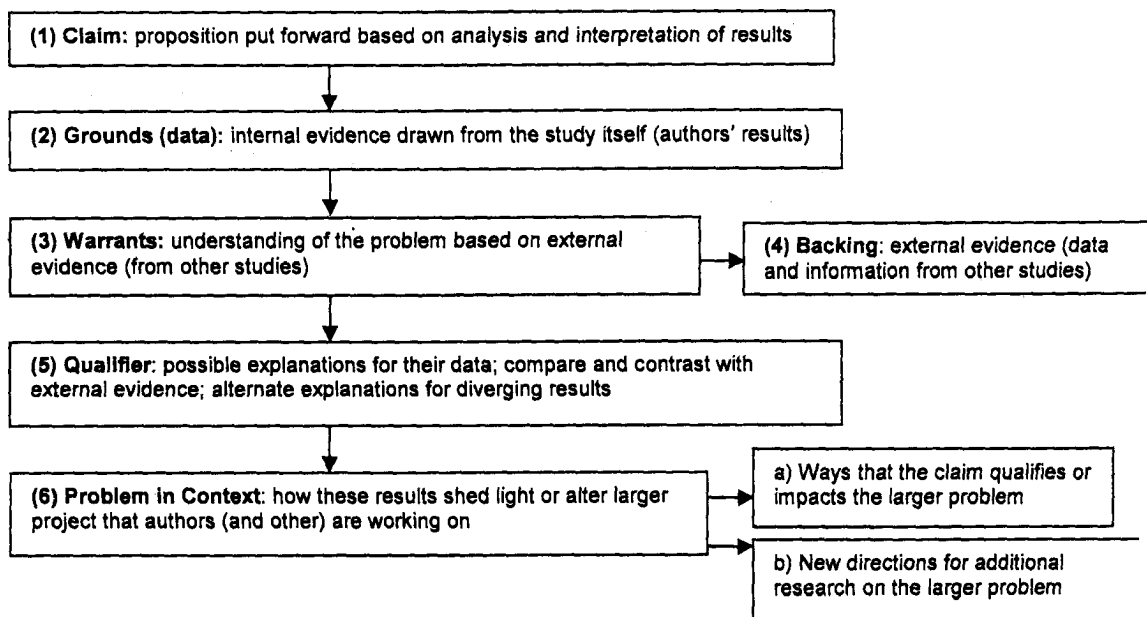 (1) Claim: proposition put forward based on analysis and interpretation of results
(2) Grounds (data): internal evidence drawn from the study itself (authors' results)
(3) Warrants: understanding of the problem based on external
evidence (from other studies)
(4) Backing: external evidence (data
and information from other studies)
(5) Qualifier: possible explanations for their data; compare and contrast with
external evidence; alternate explanations for diverging results
(6) Problem in Context: how these results shed light or alter larger
project that authors (and other) are working on
a) Ways that the claim qualifies or
impacts the larger problem
b) New directions for additional
research on the larger problem